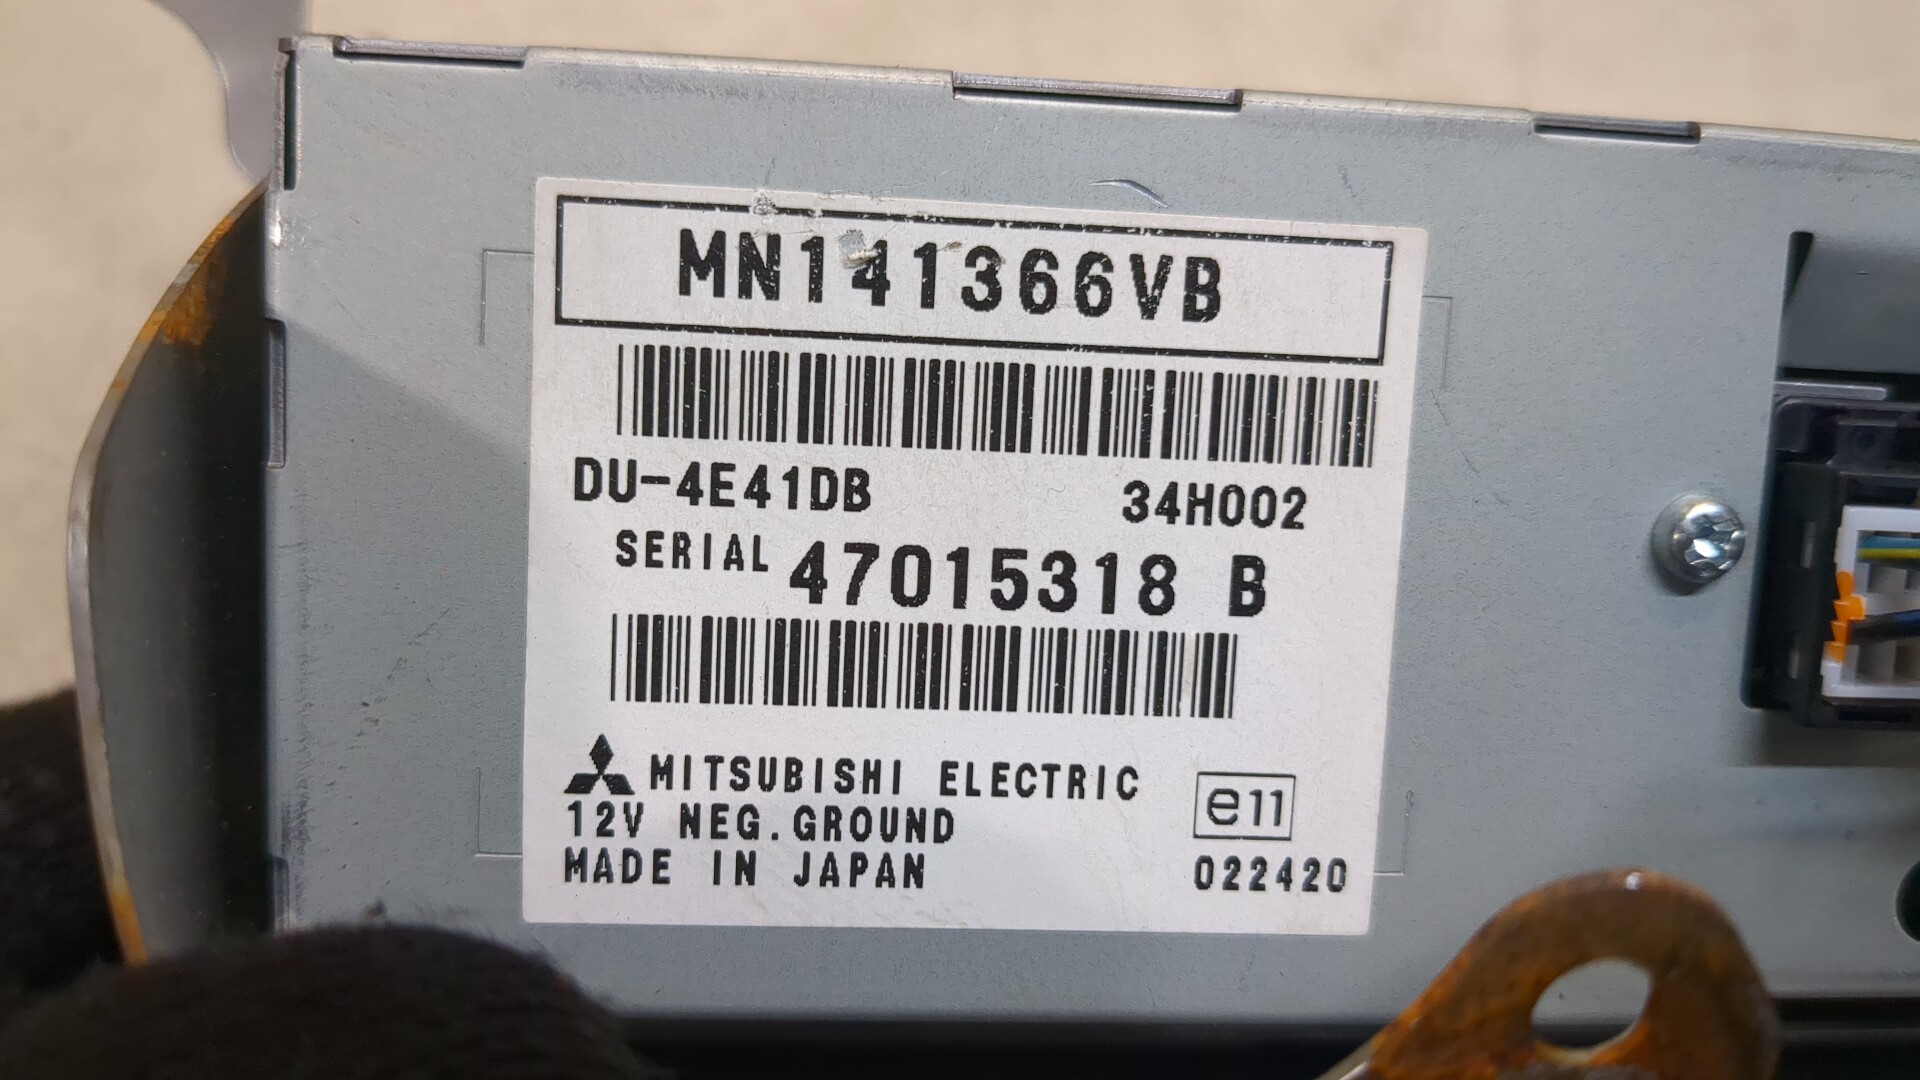 MN141366VB
DU-4E41DB 34H002
SERIAL 47015318 B
MITSUBISHI ELECTRIC
12V NEG.GROUND e11
MADE IN JAPAN 022420